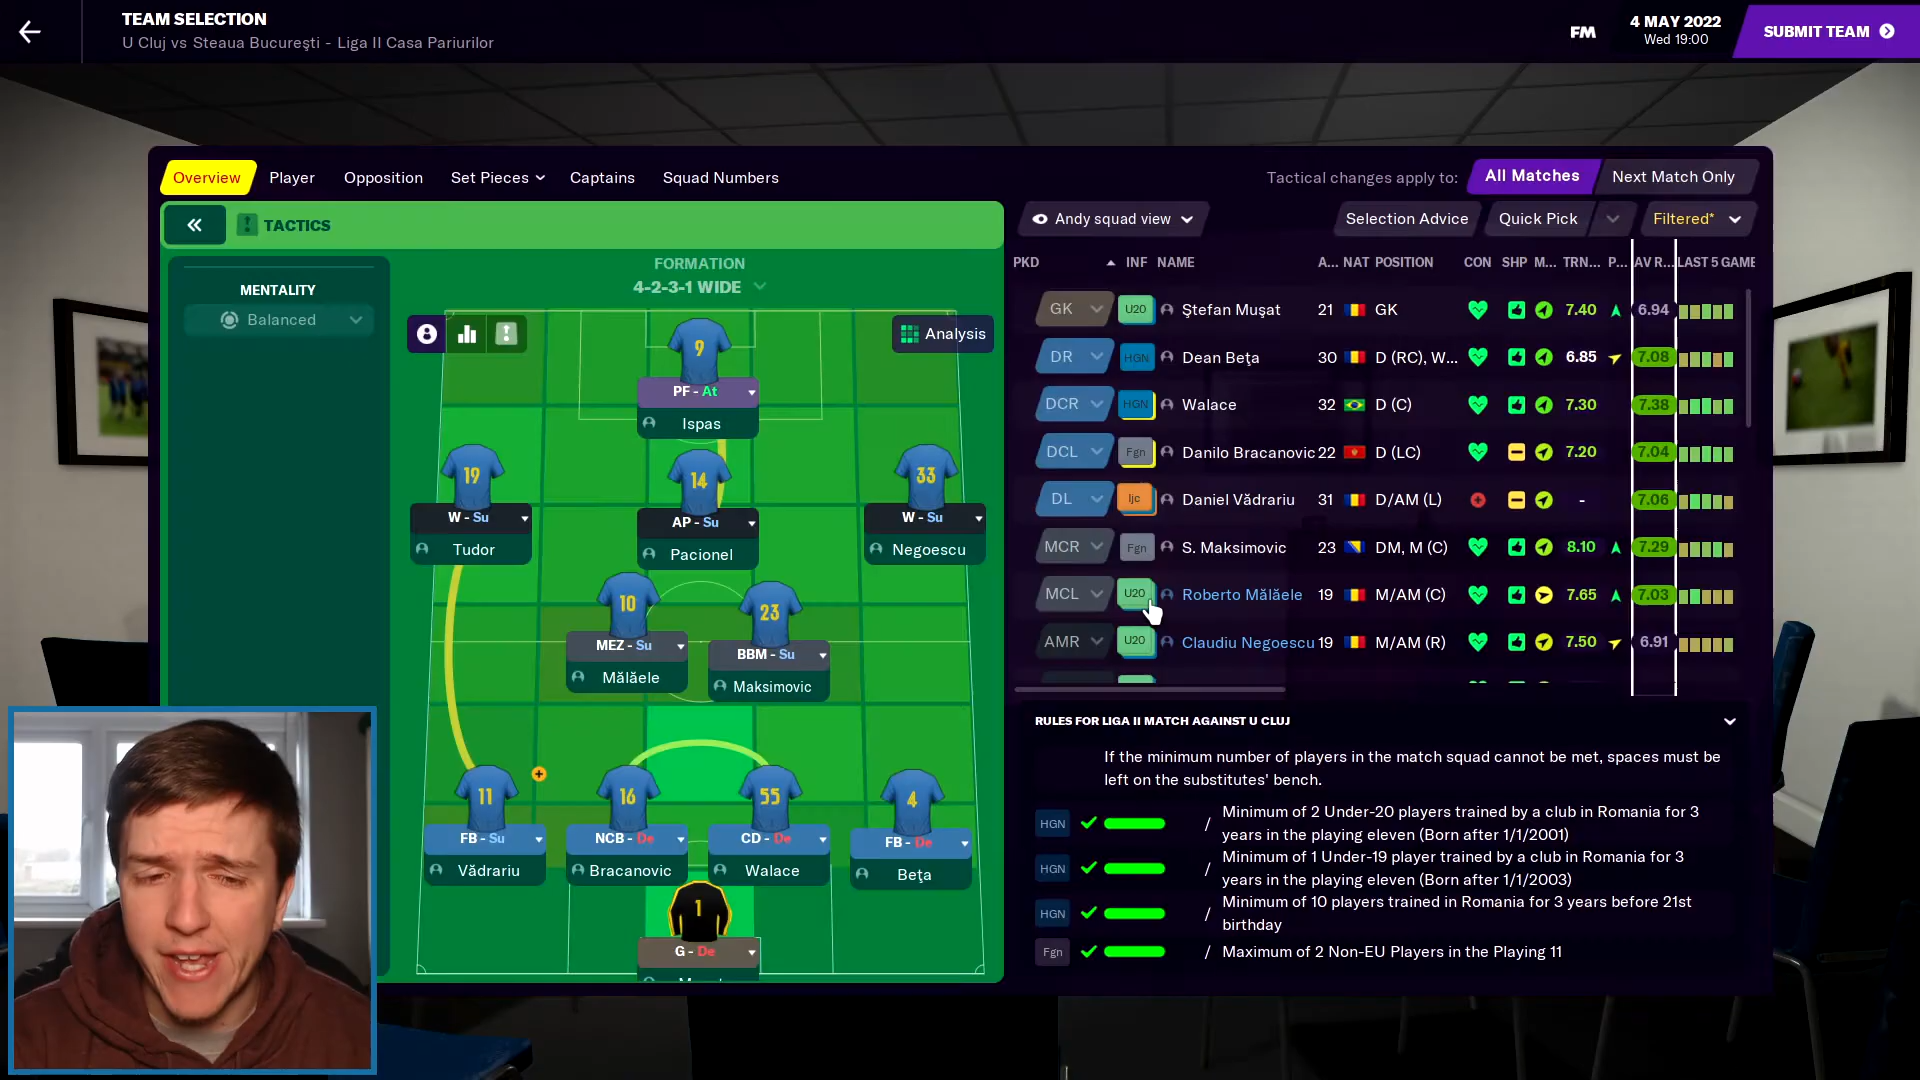 TEAM SELECTION
U Cluj vs Steaua Bucureşti - Liga II Casa Pariurilor
FM
4 MAY 2022
Wed 19:00
SUBMIT TEAM
Overview
Player
Opposition
Set Pieces
Captains
Squad Numbers
Tactical changes apply to:
All Matches
Next Match Only
TACTICS
Andy squad view
Selection Advice
Quick Pick
Filtered*
MENTALITY
Balanced
FORMATION
4-2-3-1 WIDE
Analysis
9
PF - At
Ispas
19
W - Su
Tudor
14
AP - Su
Pacionel
33
W - Su
Negoescu
10
MEZ - Su
Mălăele
23
BBM - Su
Maksimovic
11
FB - Su
Vădrariu
16
NCB - De
Bracanovic
55
CD - De
Walace
4
FB - De
Beţa
1
G - De
PKD INF NAME A... NAT POSITION CON SHP M... TRN... P... AV R... LAST 5 GAME
GK U20 Ştefan Muşat 21 GK 7.40 6.94
DR HGN Dean Beţa 30 D (RC), W... 6.85 7.08
DCR HGN Walace 32 D (C) 7.30 7.38
DCL Fgn Danilo Bracanovic 22 D (LC) 7.20 7.04
DL Ijc Daniel Vădrariu 31 D/AM (L) - 7.06
MCR Fgn S. Maksimovic 23 DM, M (C) 8.10 7.29
MCL U20 Roberto Mălăele 19 M/AM (C) 7.65 7.03
AMR U20 Claudiu Negoescu 19 M/AM (R) 7.50 6.91
RULES FOR LIGA II MATCH AGAINST U CLUJ
If the minimum number of players in the match squad cannot be met, spaces must be
left on the substitutes' bench.
HGN / Minimum of 2 Under-20 players trained by a club in Romania for 3
years in the playing eleven (Born after 1/1/2001)
HGN / Minimum of 1 Under-19 player trained by a club in Romania for 3
years in the playing eleven (Born after 1/1/2003)
HGN / Minimum of 10 players trained in Romania for 3 years before 21st
birthday
Fgn / Maximum of 2 Non-EU Players in the Playing 11